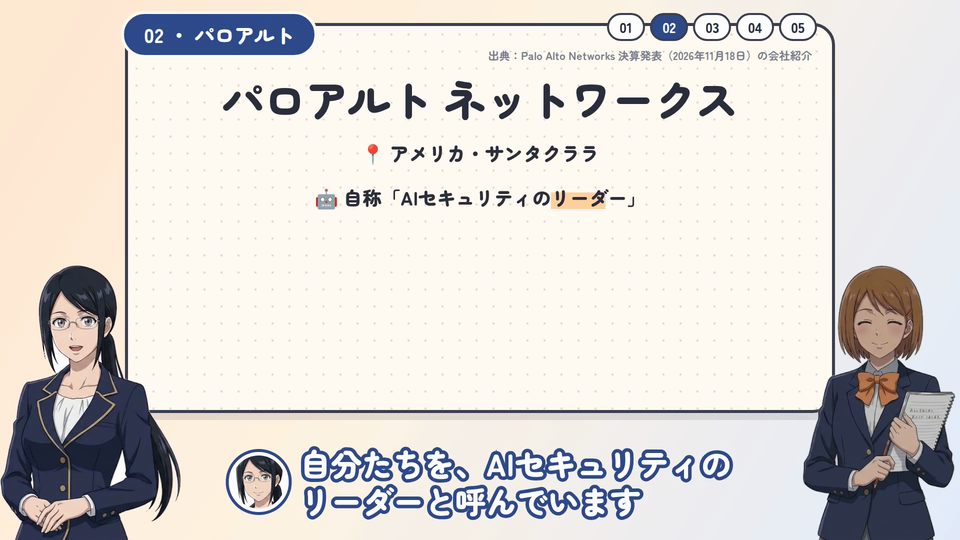 02 • パロアルト
01 02 03 04 05
出典：Palo Alto Networks 決算発表（2026年11月18日）の会社紹介
パロアルト ネットワークス
📍 アメリカ・サンタクララ
🤖 自称「AIセキュリティのリーダー」
自分たちを、AIセキュリティの
リーダーと呼んでいます